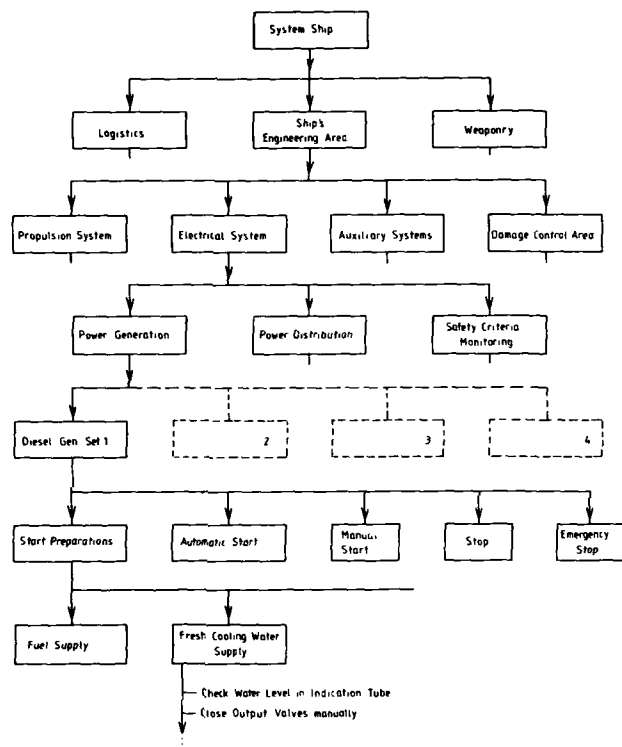 System Ship
Logistics
Ship's
Engineering Area
Weaponry
Propulsion System
Electrical System
Auxiliary Systems
Damage Control Area
Power Generation
Power Distribution
Safety Criteria
Monitoring
Diesel Gen Set 1
2
3
4
Start Preparations
Automatic Start
Manual
Start
Stop
Emergency
Stop
Fuel Supply
Fresh Cooling Water
Supply
Check Water Level in Indication Tube
Close Output Valves manually